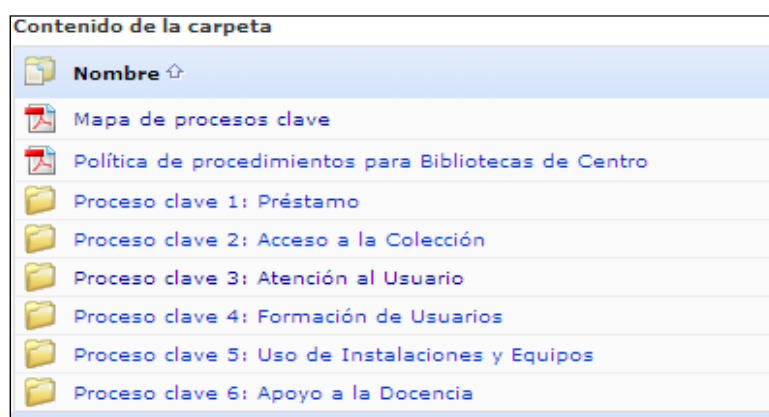 Contenido de la carpeta
Nombre
Mapa de procesos clave
Política de procedimientos para Bibliotecas de Centro
Proceso clave 1: Préstamo
Proceso clave 2: Acceso a la Colección
Proceso clave 3: Atención al Usuario
Proceso clave 4: Formación de Usuarios
Proceso clave 5: Uso de Instalaciones y Equipos
Proceso clave 6: Apoyo a la Docencia